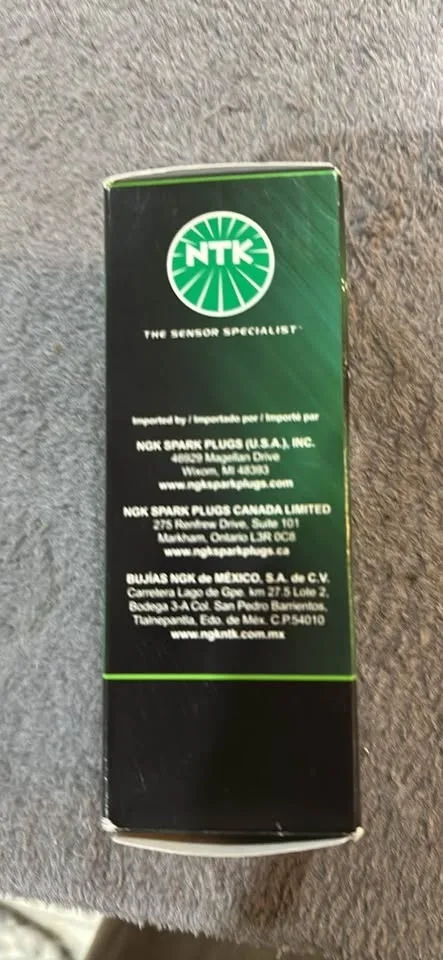 NTK
THE SENSOR SPECIALIST™
Imported by / Importado por / Importé par
NGK SPARK PLUGS (U.S.A.), INC.
46929 Magellan Drive
Wixom, MI 48393
www.ngksparkplugs.com
NGK SPARK PLUGS CANADA LIMITED
275 Renfrew Drive, Suite 101
Markham, Ontario L3R 0C8
www.ngksparkplugs.ca
BUJÍAS NGK de MÉXICO, S.A. de C.V.
Carretera Lago de Gpe. km 27.5 Lote 2,
Bodega 3-A Col. San Pedro Barrientos,
Tlalnepantla, Edo. de Méx. C.P.54010
www.ngkntk.com.mx